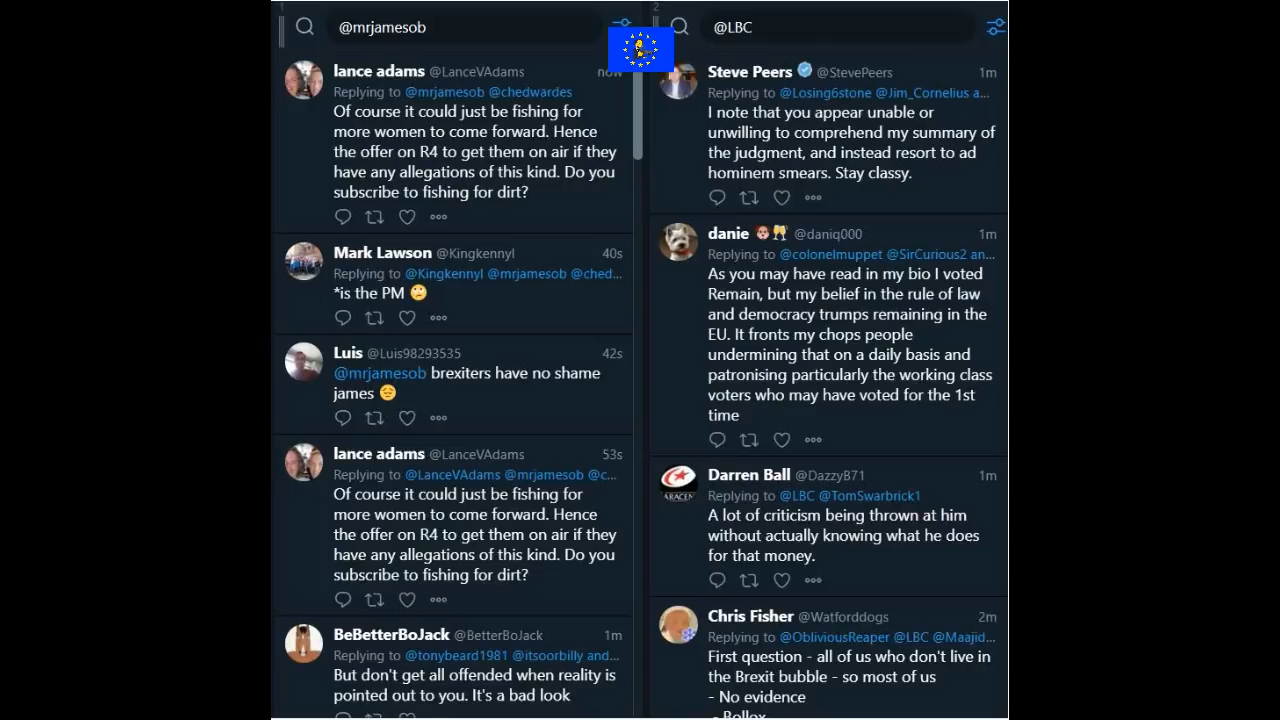 1
@mrjamesob
lance adams @LanceVAdams now
Replying to @mrjamesob @chedwardes
Of course it could just be fishing for
more women to come forward. Hence
the offer on R4 to get them on air if they
have any allegations of this kind. Do you
subscribe to fishing for dirt?
Mark Lawson @Kingkennyl 40s
Replying to @Kingkennyl @mrjamesob @ched...
*is the PM 🙄
Luis @Luis98293535 42s
@mrjamesob brexiters have no shame
james 😔
lance adams @LanceVAdams 53s
Replying to @LanceVAdams @mrjamesob @c...
Of course it could just be fishing for
more women to come forward. Hence
the offer on R4 to get them on air if they
have any allegations of this kind. Do you
subscribe to fishing for dirt?
BeBetterBoJack @BetterBoJack 1m
Replying to @tonybeard1981 @itsoorbilly and...
But don't get all offended when reality is
pointed out to you. It's a bad look
2
@LBC
Steve Peers @StevePeers 1m
Replying to @Losing6stone @Jim_Cornelius a...
I note that you appear unable or
unwilling to comprehend my summary of
the judgment, and instead resort to ad
hominem smears. Stay classy.
danie 🐶🥂 @daniq000 1m
Replying to @colonelmuppet @SirCurious2 an...
As you may have read in my bio I voted
Remain, but my belief in the rule of law
and democracy trumps remaining in the
EU. It fronts my chops people
undermining that on a daily basis and
patronising particularly the working class
voters who may have voted for the 1st
time
ARACEN
Darren Ball @DazzyB71 1m
Replying to @LBC @TomSwarbrick1
A lot of criticism being thrown at him
without actually knowing what he does
for that money.
Chris Fisher @Watforddogs 2m
Replying to @ObliviousReaper @LBC @Maajid...
First question - all of us who don't live in
the Brexit bubble - so most of us
- No evidence
- Bollox